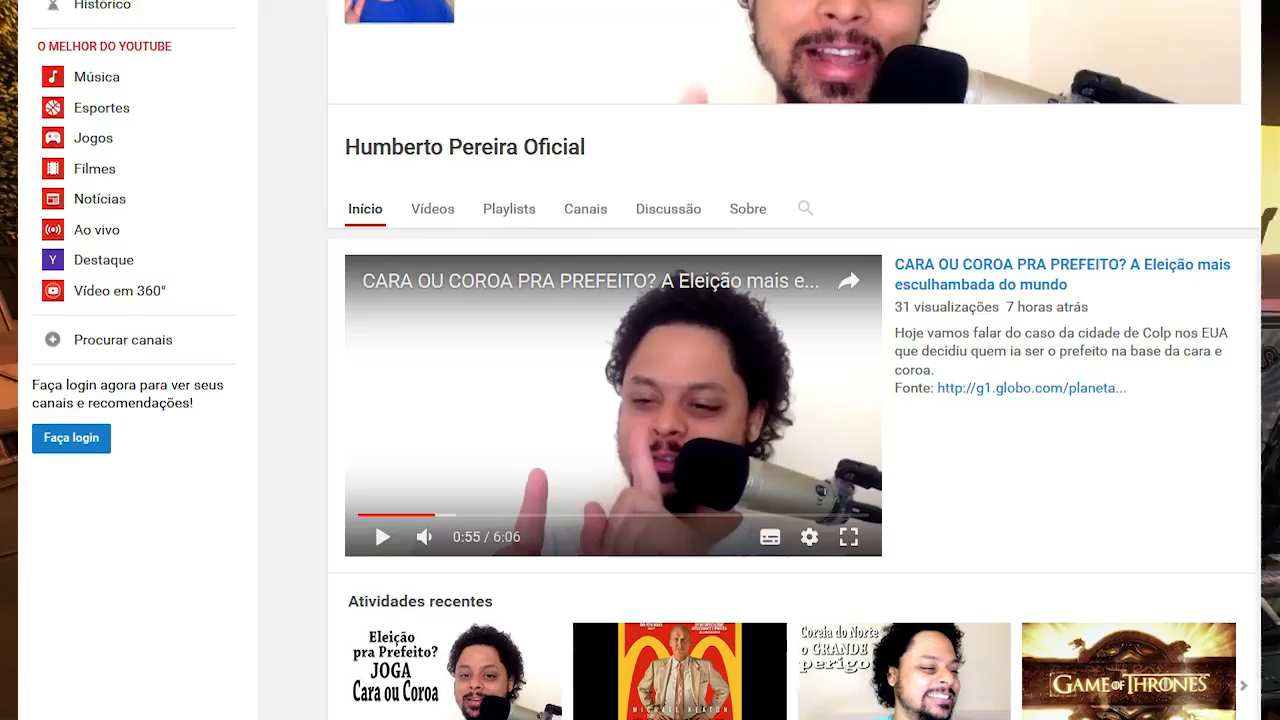 Histórico
O MELHOR DO YOUTUBE
Música
Esportes
Jogos
Filmes
Notícias
Ao vivo
Y
Destaque
Vídeo em 360°
Procurar canais
Faça login agora para ver seus
canais e recomendações!
Faça login
Humberto Pereira Oficial
Início Vídeos Playlists Canais Discussão Sobre
CARA OU COROA PRA PREFEITO? A Eleição mais e...
0:55 / 6:06
CARA OU COROA PRA PREFEITO? A Eleição mais
esculhambada do mundo
31 visualizações 7 horas atrás
Hoje vamos falar do caso da cidade de Colp nos EUA
que decidiu quem ia ser o prefeito na base da cara e
coroa.
Fonte: http://g1.globo.com/planeta...
Atividades recentes
Eleição
pra Prefeito?
JOGA
Cara ou Coroa
MICHAEL KEATON
Coreia do Norte
o GRANDE
perigo
GAME OF THRONES